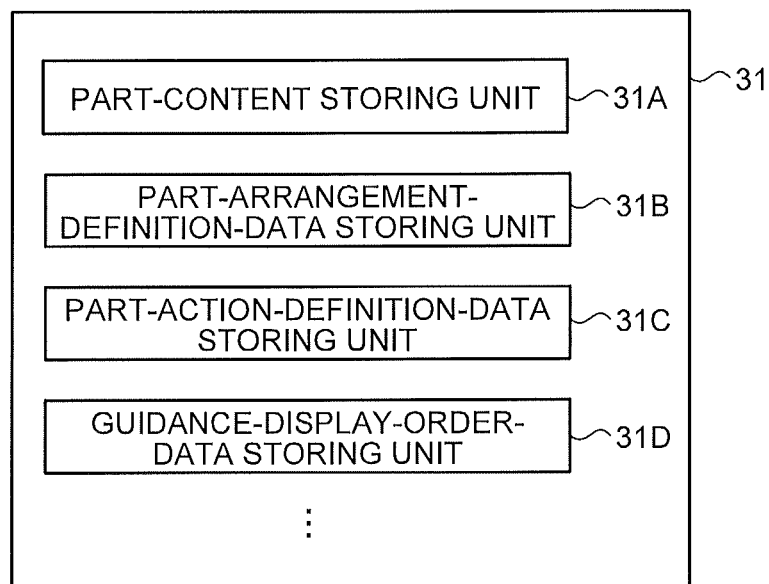 31
PART-CONTENT STORING UNIT
31A
PART-ARRANGEMENT-
DEFINITION-DATA STORING UNIT
31B
PART-ACTION-DEFINITION-DATA
STORING UNIT
31C
GUIDANCE-DISPLAY-ORDER-
DATA STORING UNIT
31D